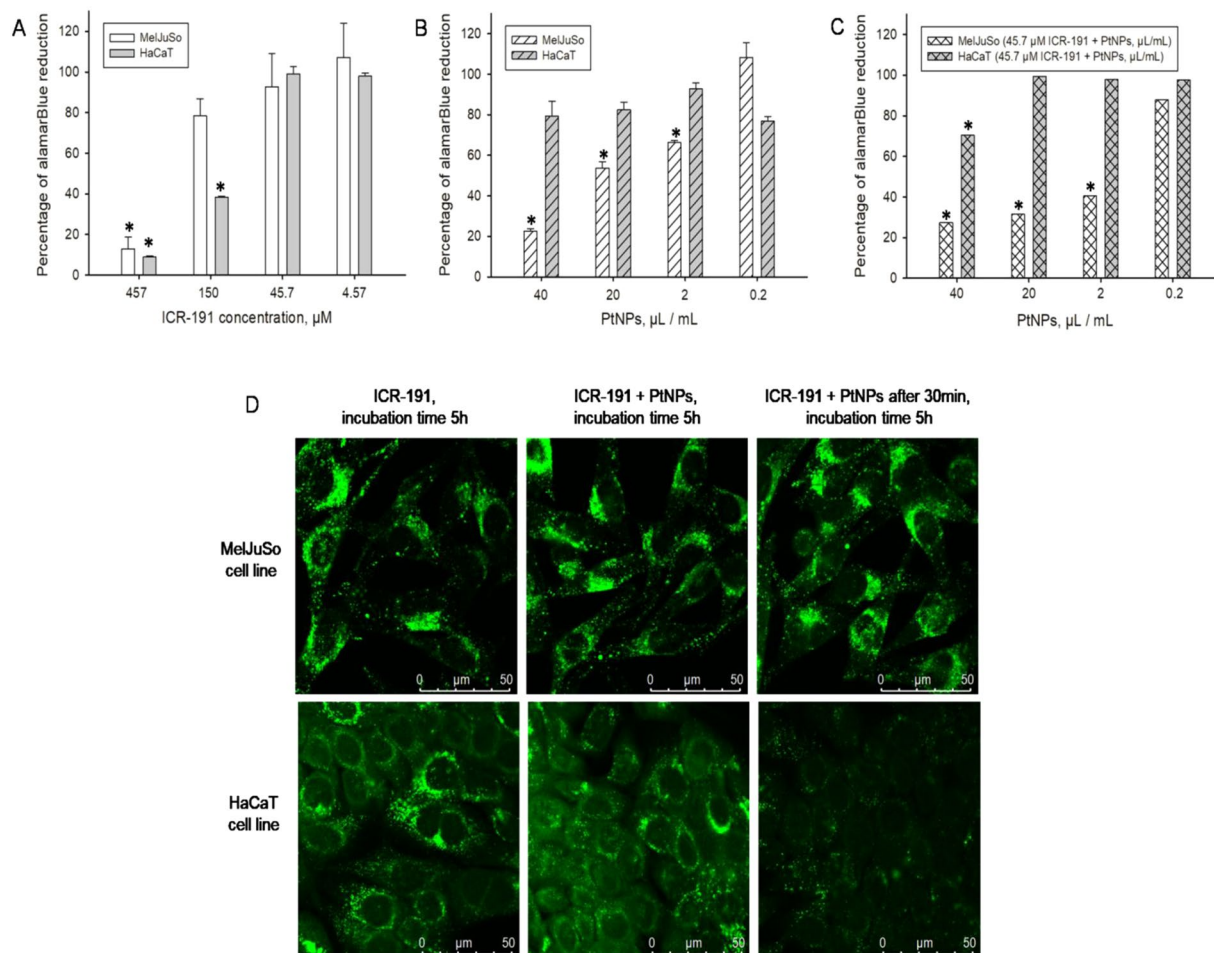 A
MelJuSo
HaCaT
Percentage of alamarBlue reduction
120
100
80
60
40
20
0
*
*
*
457
150
45.7
4.57
ICR-191 concentration, µM
B
MelJuSo
HaCaT
Percentage of alamarBlue reduction
120
100
80
60
40
20
0
*
*
*
40
20
2
0.2
PtNPs, µL / mL
C
MelJuSo (45.7 µM ICR-191 + PtNPs, µL/mL)
HaCaT (45.7 µM ICR-191 + PtNPs, µL/mL)
Percentage of alamarBlue reduction
120
100
80
60
40
20
0
*
*
*
*
40
20
2
0.2
PtNPs, µL/mL
D
ICR-191,
incubation time 5h
ICR-191 + PtNPs,
incubation time 5h
ICR-191 + PtNPs after 30min,
incubation time 5h
MelJuSo
cell line
0 µm 50
0 µm 50
0 µm 50
HaCaT
cell line
0 µm 50
0 µm 50
0 µm 50